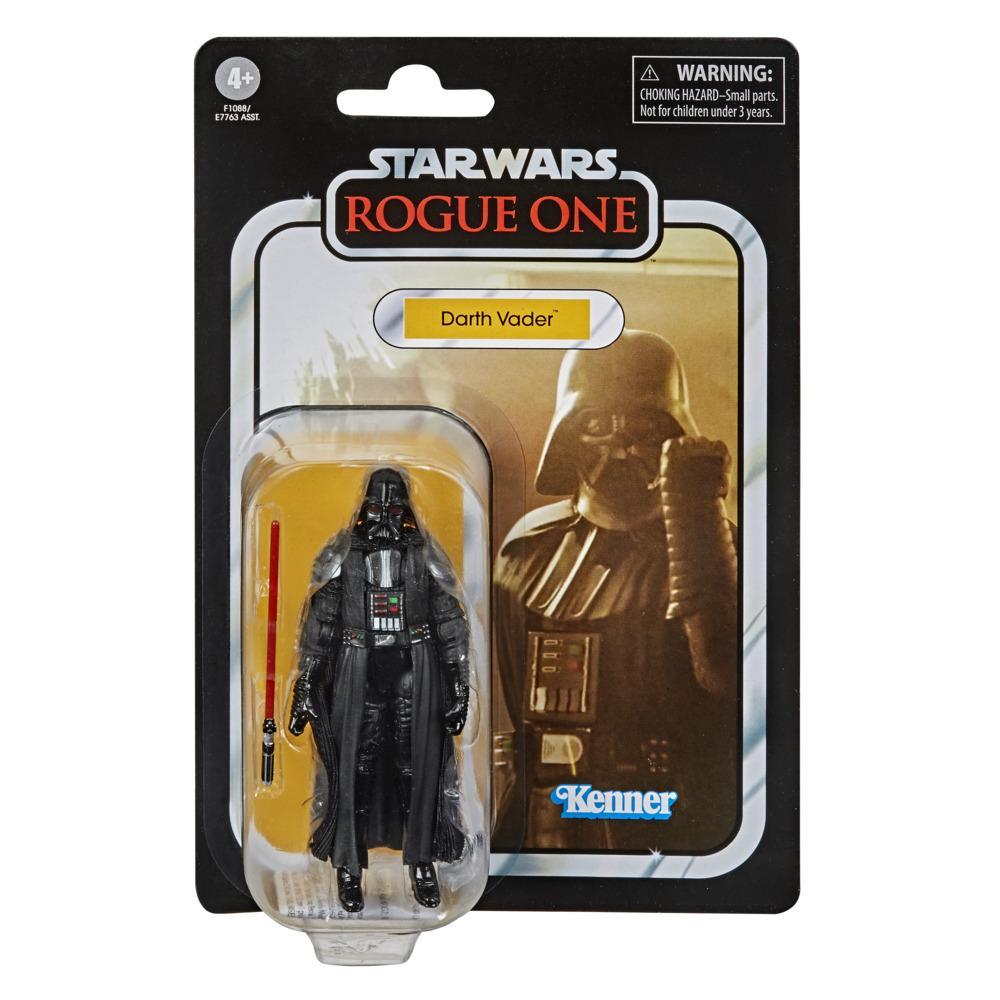 4+
F1088/
E7763 ASST.
WARNING:
CHOKING HAZARD–Small parts.
Not for children under 3 years.
STAR WARS
ROGUE ONE
™
Darth Vader™
Kenner